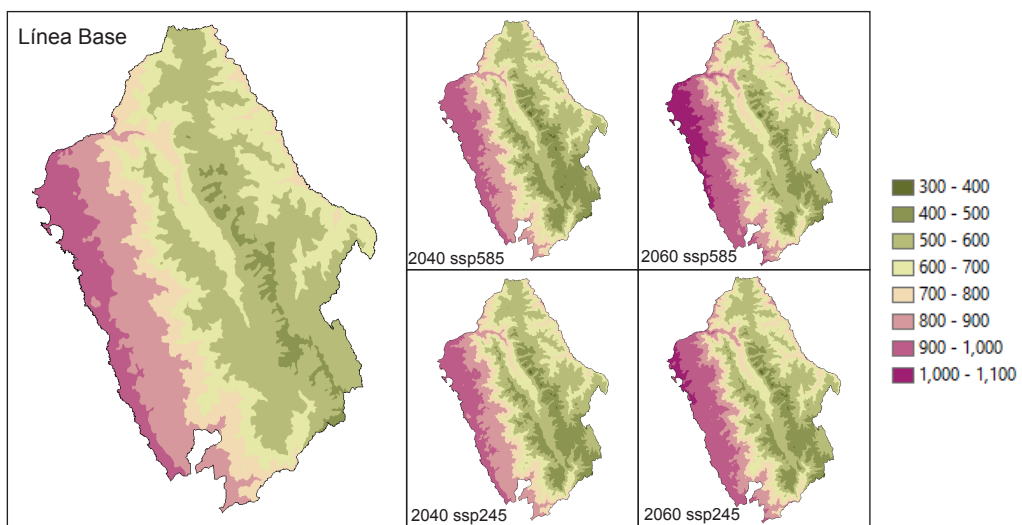 Línea Base
2040 ssp585
2060 ssp585
2040 ssp245
2060 ssp245
300 - 400
400 - 500
500 - 600
600 - 700
700 - 800
800 - 900
900 - 1,000
1,000 - 1,100